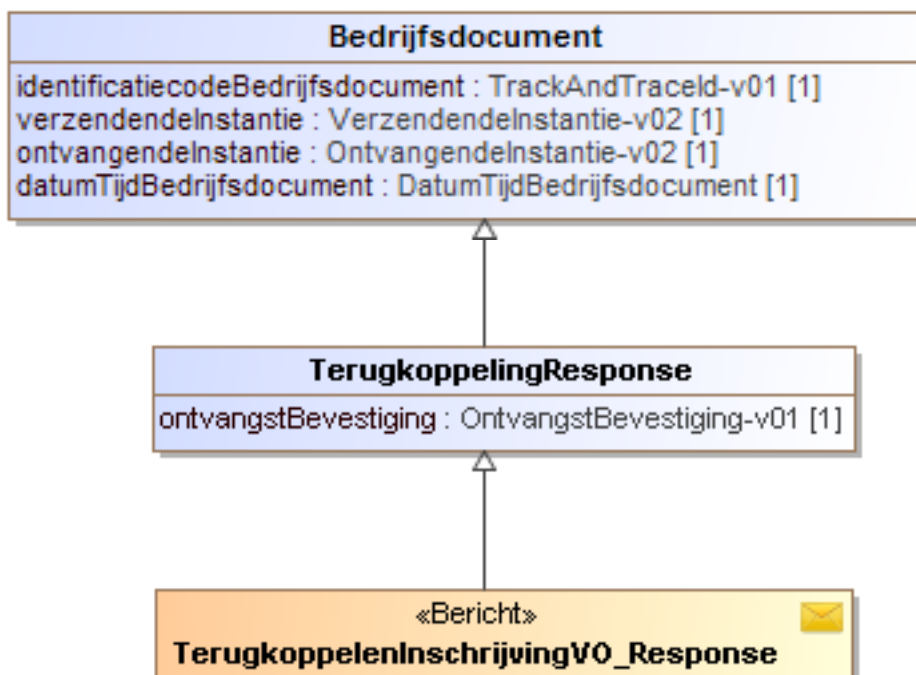 Bedrijfsdocument
identificatiecodeBedrijfsdocument : TrackAndTraceId-v01 [1]
verzendendeInstantie : VerzendendeInstantie-v02 [1]
ontvangendeInstantie : OntvangendeInstantie-v02 [1]
datumTijdBedrijfsdocument : DatumTijdBedrijfsdocument [1]
TerugkoppelingResponse
ontvangstBevestiging : OntvangstBevestiging-v01 [1]
«Bericht»
TerugkoppelenInschrijvingVO_Response